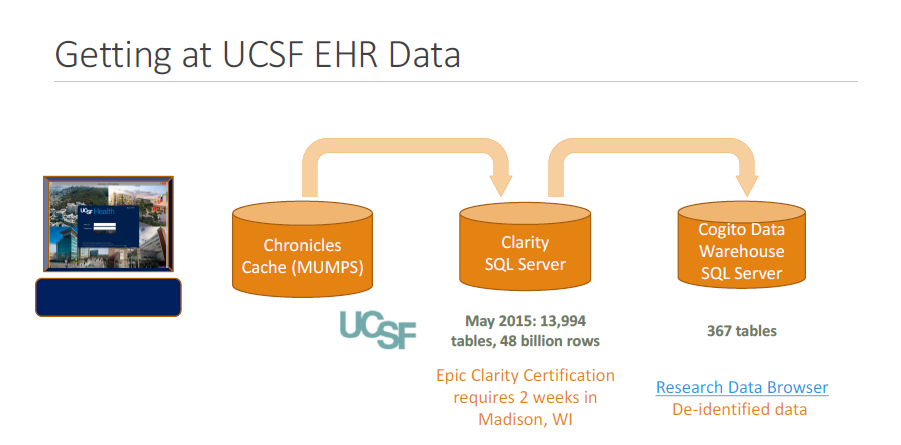 Getting at UCSF EHR Data
UCSF Health
Chronicles
Cache (MUMPS)
Clarity
SQL Server
Cogito Data
Warehouse
SQL Server
UCSF
May 2015: 13,994
tables, 48 billion rows
367 tables
Epic Clarity Certification
requires 2 weeks in
Madison, WI
Research Data Browser
De-identified data